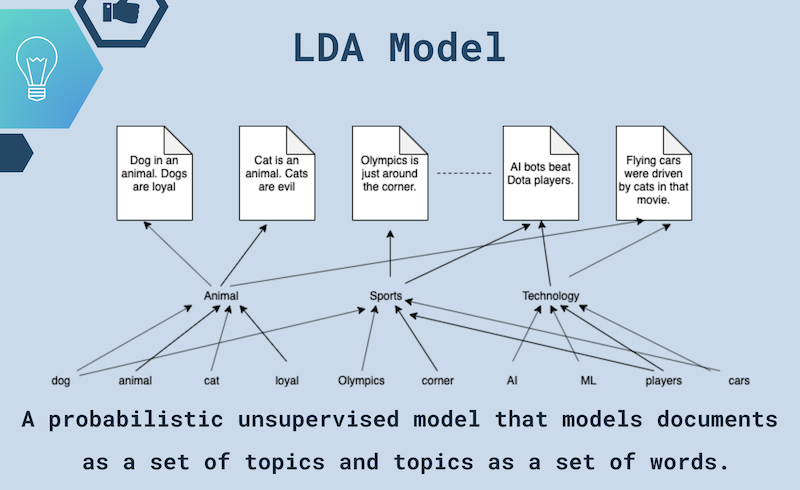 LDA Model
Dog in an
animal. Dogs
are loyal
Cat is an
animal. Cats
are evil
Olympics is
just around
the corner.
AI bots beat
Dota players.
Flying cars
were driven
by cats in that
movie.
Animal
Sports
Technology
dog
animal
cat
loyal
Olympics
corner
AI
ML
players
cars
A probabilistic unsupervised model that models documents
as a set of topics and topics as a set of words.